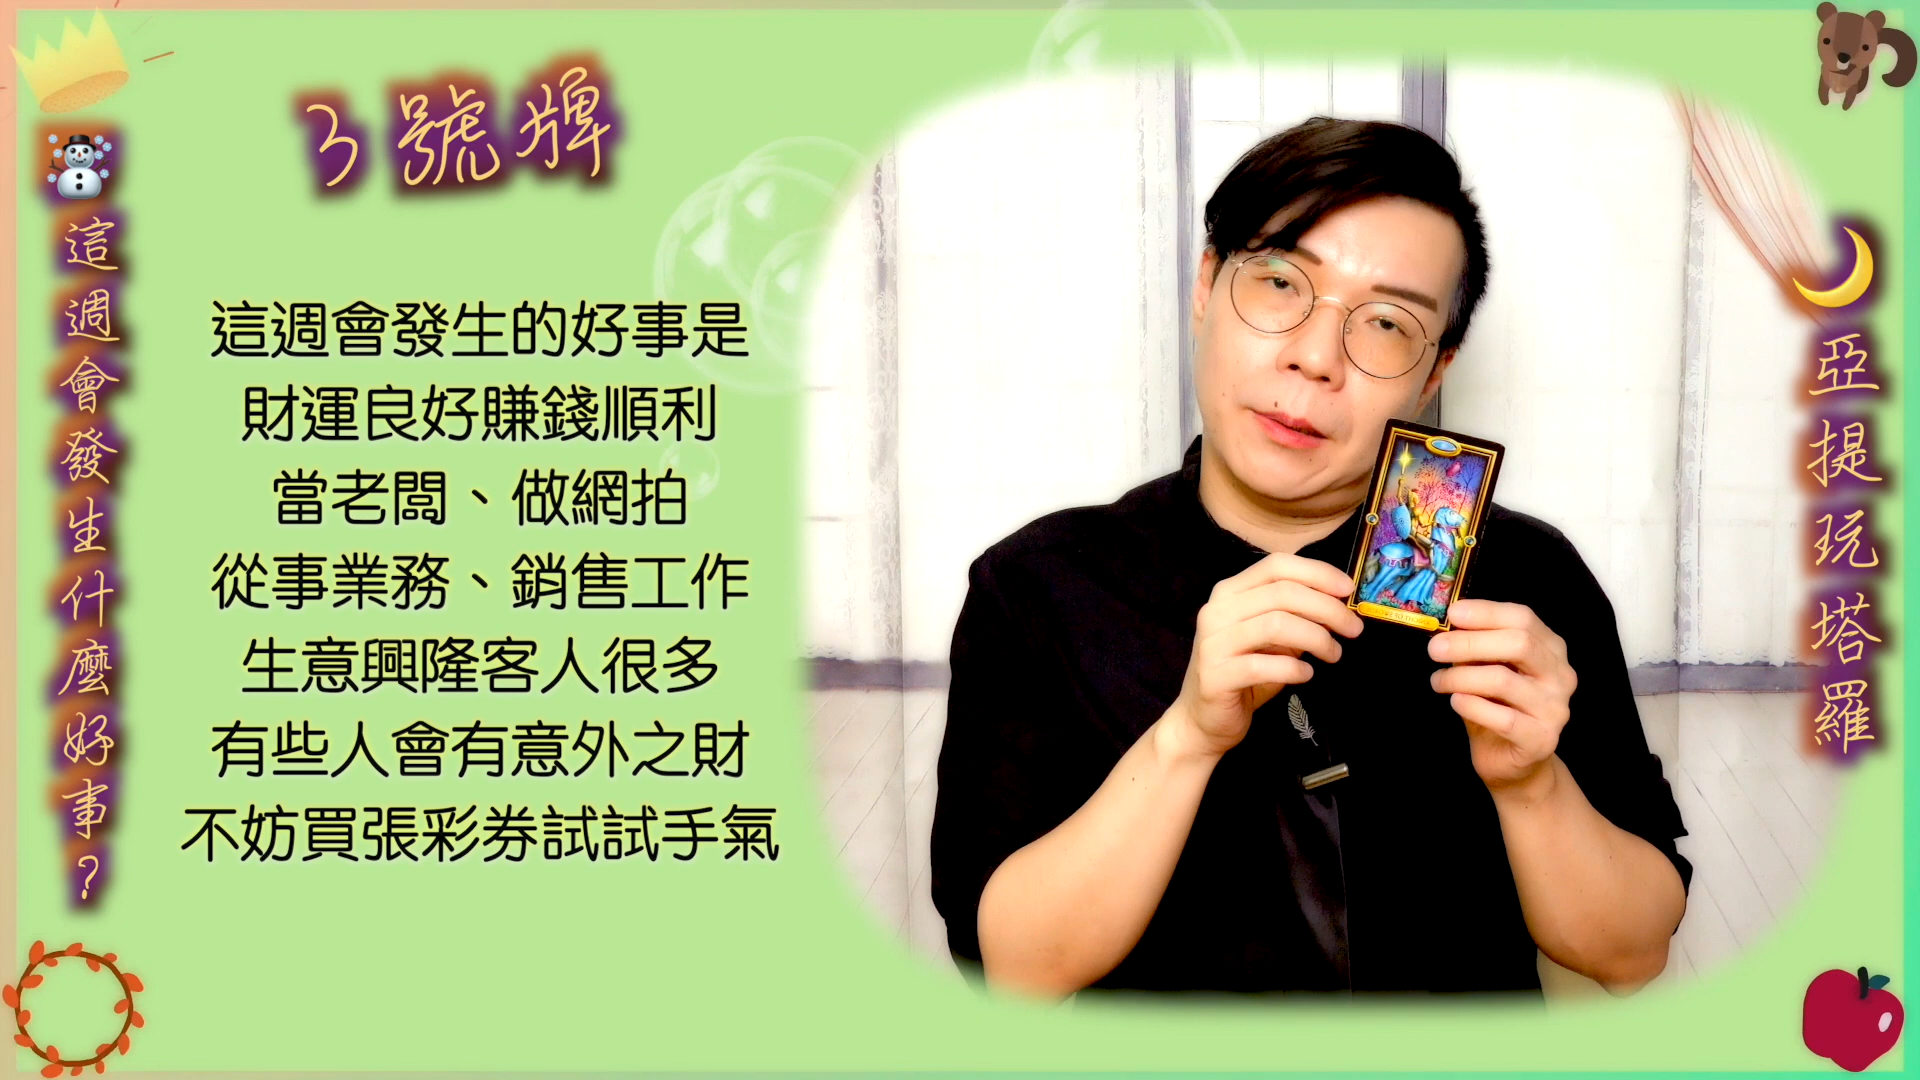 3號牌
這週會發生什麼好事?
這週會發生的好事是
財運良好賺錢順利
當老闆、做網拍
從事業務、銷售工作
生意興隆客人很多
有些人會有意外之財
不妨買張彩券試試手氣
亞提玩塔羅